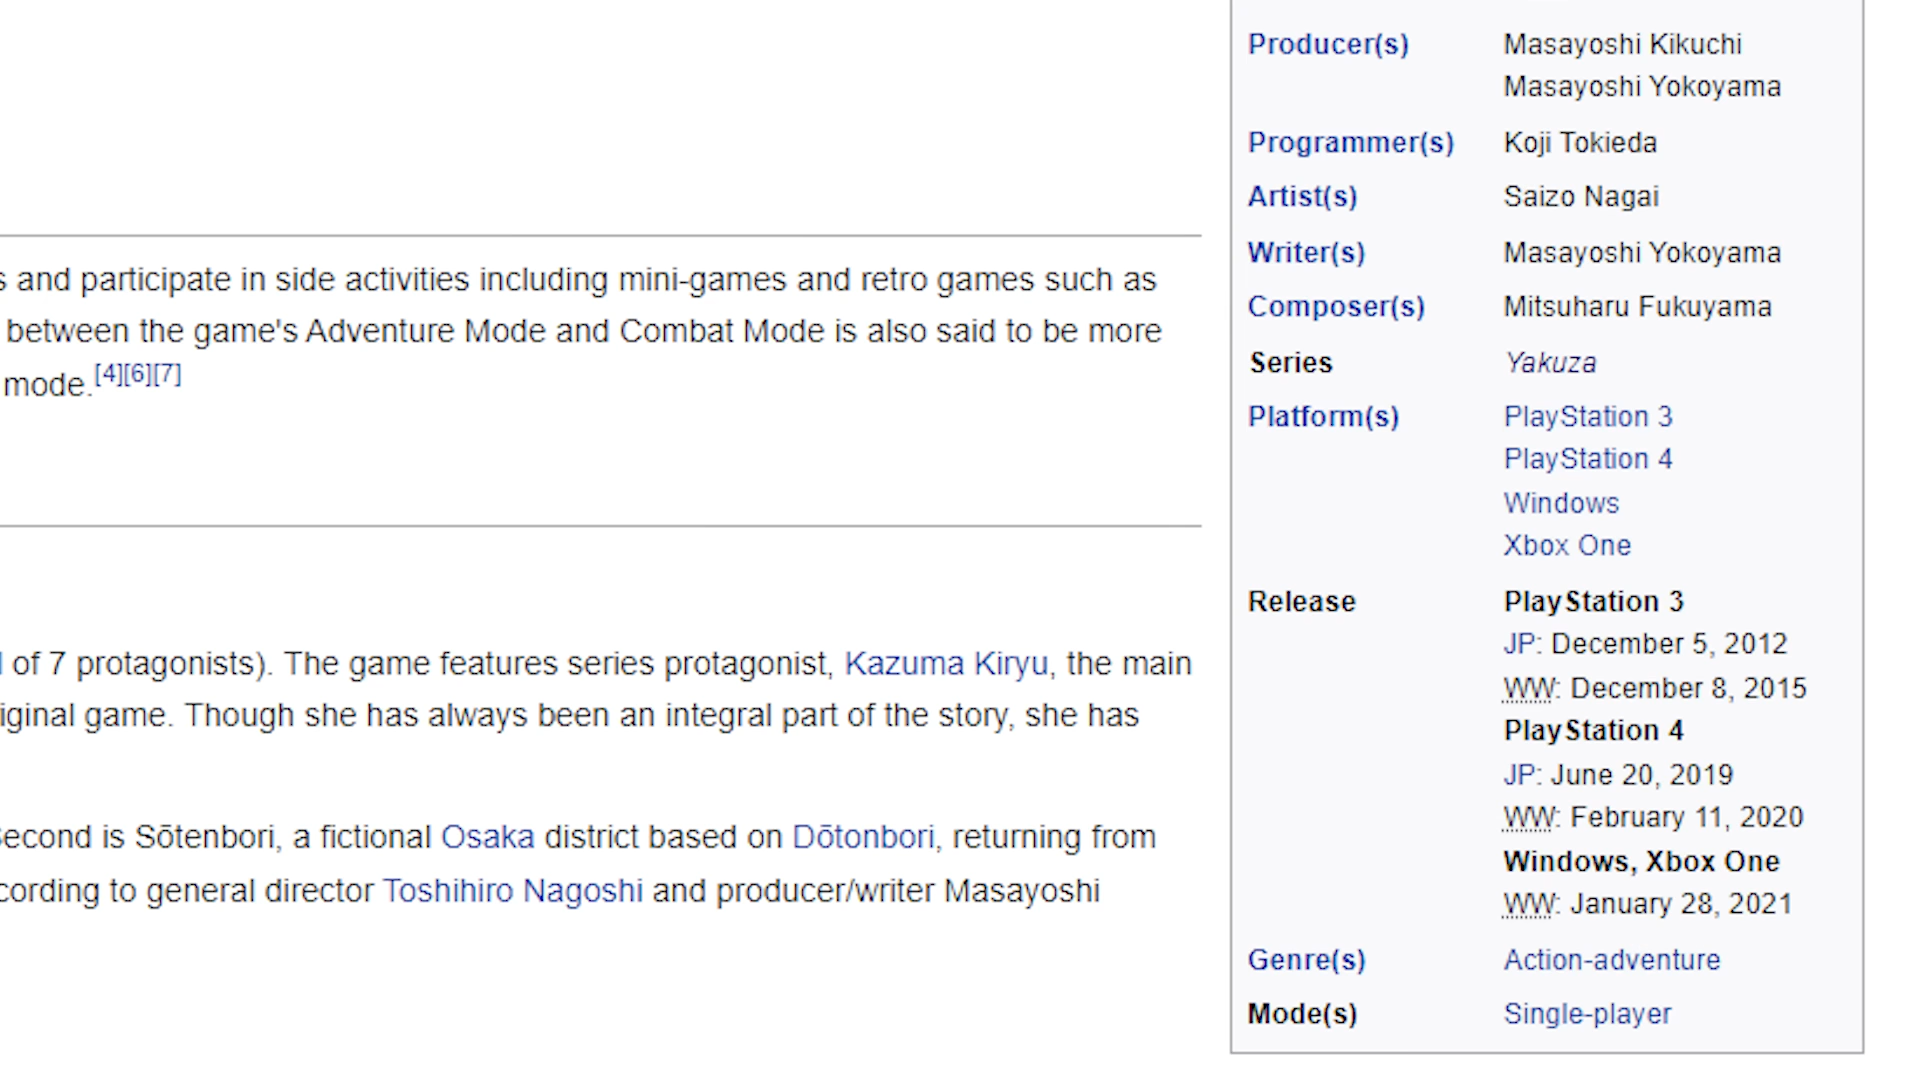 s and participate in side activities including mini-games and retro games such as
between the game's Adventure Mode and Combat Mode is also said to be more
mode.[4][6][7]
of 7 protagonists). The game features series protagonist, Kazuma Kiryu, the main
iginal game. Though she has always been an integral part of the story, she has
Second is Sōtenbori, a fictional Osaka district based on Dōtonbori, returning from
cording to general director Toshihiro Nagoshi and producer/writer Masayoshi
Producer(s) Masayoshi Kikuchi
Masayoshi Yokoyama
Programmer(s) Koji Tokieda
Artist(s) Saizo Nagai
Writer(s) Masayoshi Yokoyama
Composer(s) Mitsuharu Fukuyama
Series Yakuza
Platform(s) PlayStation 3
PlayStation 4
Windows
Xbox One
Release PlayStation 3
JP: December 5, 2012
WW: December 8, 2015
PlayStation 4
JP: June 20, 2019
WW: February 11, 2020
Windows, Xbox One
WW: January 28, 2021
Genre(s) Action-adventure
Mode(s) Single-player